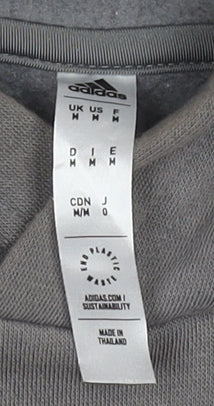 adidas
UK US F
M M M
D I E
M M M
CDN J
M/M O
END PLASTIC WASTE
ADIDAS.COM/
SUSTAINABILITY
MADE IN
THAILAND